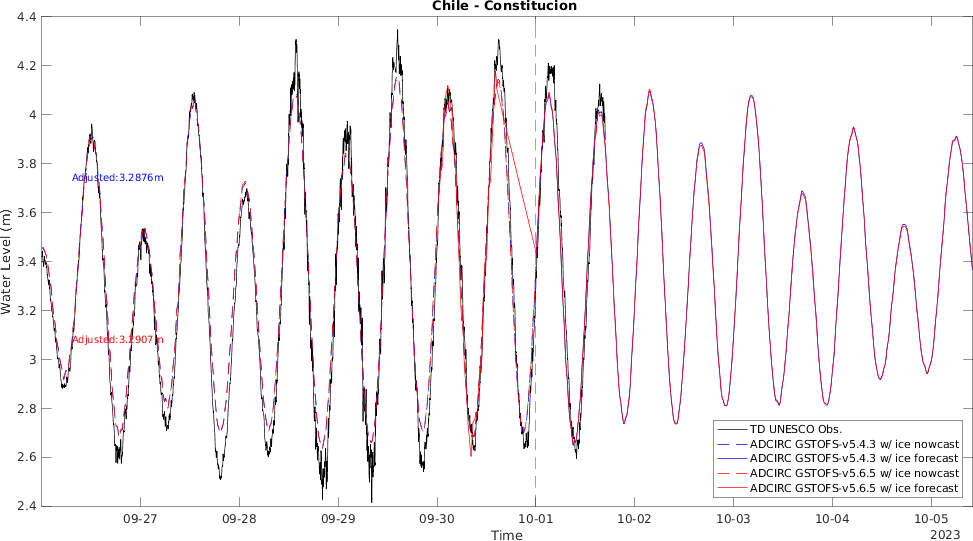 Chile - Constitucion
4.4
4.2
4
3.8
3.6
3.4
3.2
3
2.8
2.6
2.4
Water Level (m)
Adjusted:3.2876m
Adjusted:3.2907m
TD UNESCO Obs.
ADCIRC GSTOFS-v5.4.3 w/ ice nowcast
ADCIRC GSTOFS-v5.4.3 w/ ice forecast
ADCIRC GSTOFS-v5.6.5 w/ ice nowcast
ADCIRC GSTOFS-v5.6.5 w/ ice forecast
09-27 09-28 09-29 09-30 10-01 10-02 10-03 10-04 10-05
Time
2023